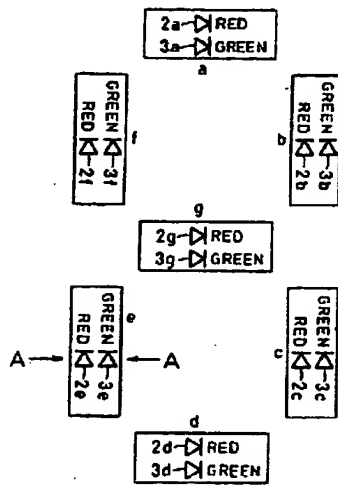 2a RED
3a GREEN
a
GREEN 3f
RED 2f
f
b
GREEN 3b
RED 2b
g
2g RED
3g GREEN
GREEN 3e
RED 2e
e
A A
c
GREEN 3c
RED 2c
d
2d RED
3d GREEN